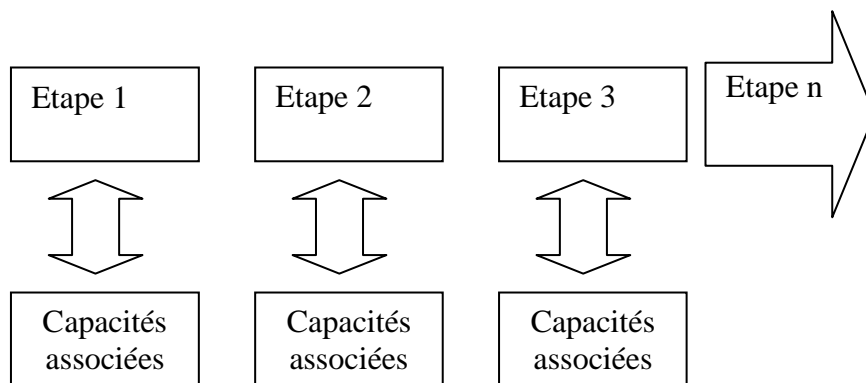 Etape 1
Etape 2
Etape 3
Etape n
Capacités
associées
Capacités
associées
Capacités
associées